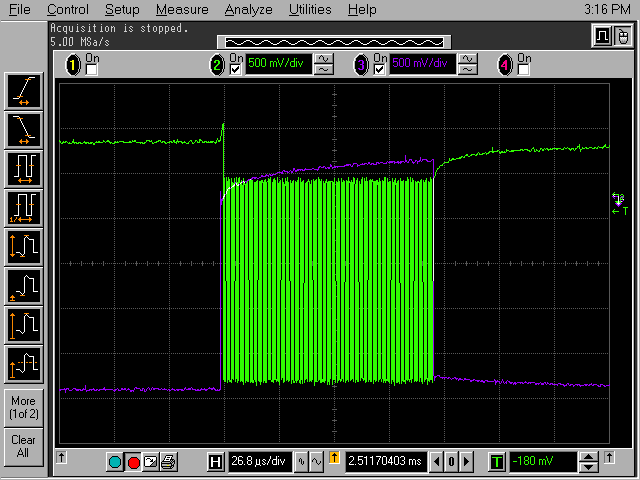 File Control Setup Measure Analyze Utilities Help 3:16 PM
Acquisition is stopped.
5.00 MSa/s
1 On 2 On 500 mV/div 3 On 500 mV/div 4 On
T
1/
More
(1of 2)
Clear
All
H 26.8 µs/div 2.51170403 ms 0 T -180 mV